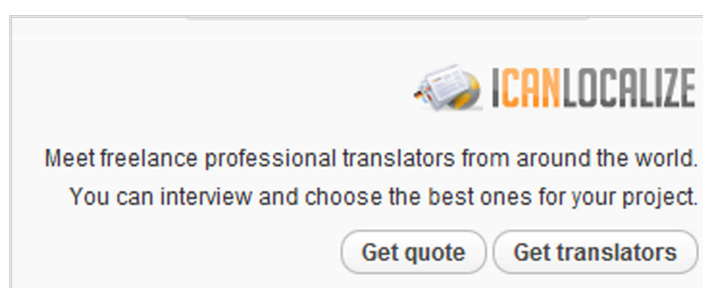 ICANLOCALIZE
Meet freelance professional translators from around the world.
You can interview and choose the best ones for your project.
Get quote Get translators